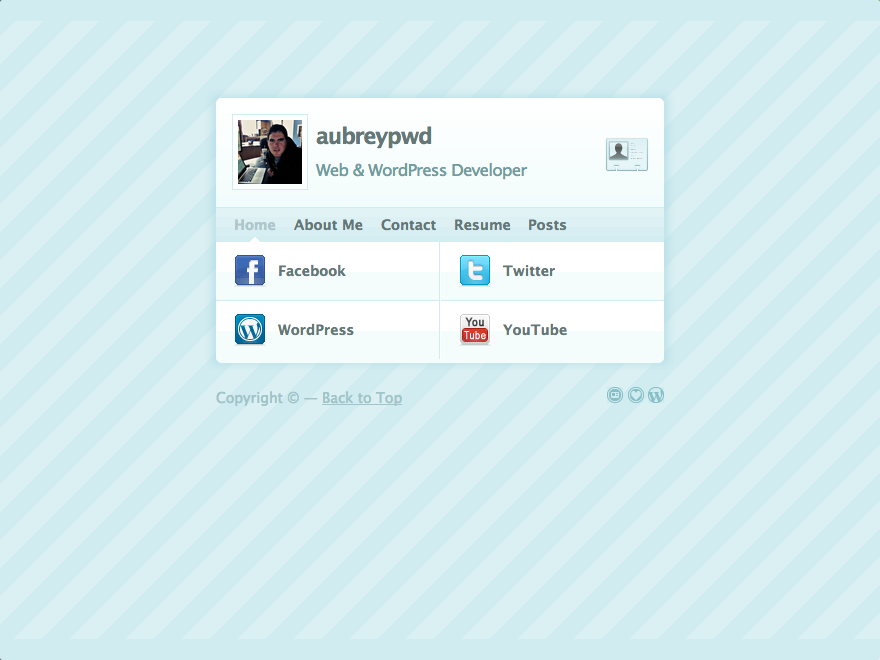 aubreypwd
Web & WordPress Developer
Home About Me Contact Resume Posts
Facebook Twitter
WordPress You Tube YouTube
Copyright © — Back to Top